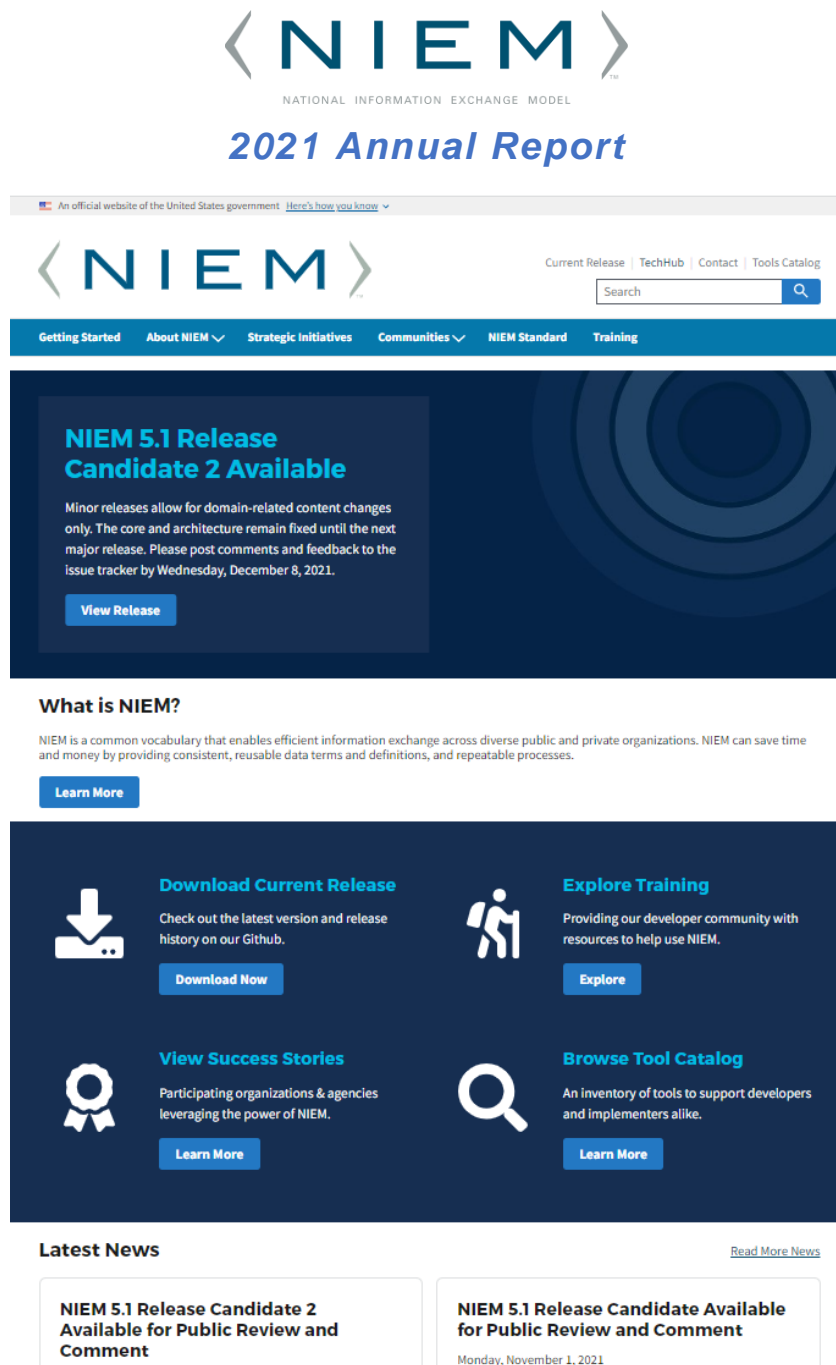 NIEM
TM
NATIONAL INFORMATION EXCHANGE MODEL
2021 Annual Report
An official website of the United States government Here's how you know
NIEM
Current Release | TechHub | Contact | Tools Catalog
Search
Getting Started About NIEM Strategic Initiatives Communities NIEM Standard Training
NIEM 5.1 Release
Candidate 2 Available
Minor releases allow for domain-related content changes
only. The core and architecture remain fixed until the next
major release. Please post comments and feedback to the
issue tracker by Wednesday, December 8, 2021.
View Release
What is NIEM?
NIEM is a common vocabulary that enables efficient information exchange across diverse public and private organizations. NIEM can save time
and money by providing consistent, reusable data terms and definitions, and repeatable processes.
Learn More
Download Current Release
Check out the latest version and release
history on our Github.
Download Now
Explore Training
Providing our developer community with
resources to help use NIEM.
Explore
View Success Stories
Participating organizations & agencies
leveraging the power of NIEM.
Learn More
Browse Tool Catalog
An inventory of tools to support developers
and implementers alike.
Learn More
Latest News
Read More News
NIEM 5.1 Release Candidate 2
Available for Public Review and
Comment
NIEM 5.1 Release Candidate Available
for Public Review and Comment
Monday, November 1, 2021